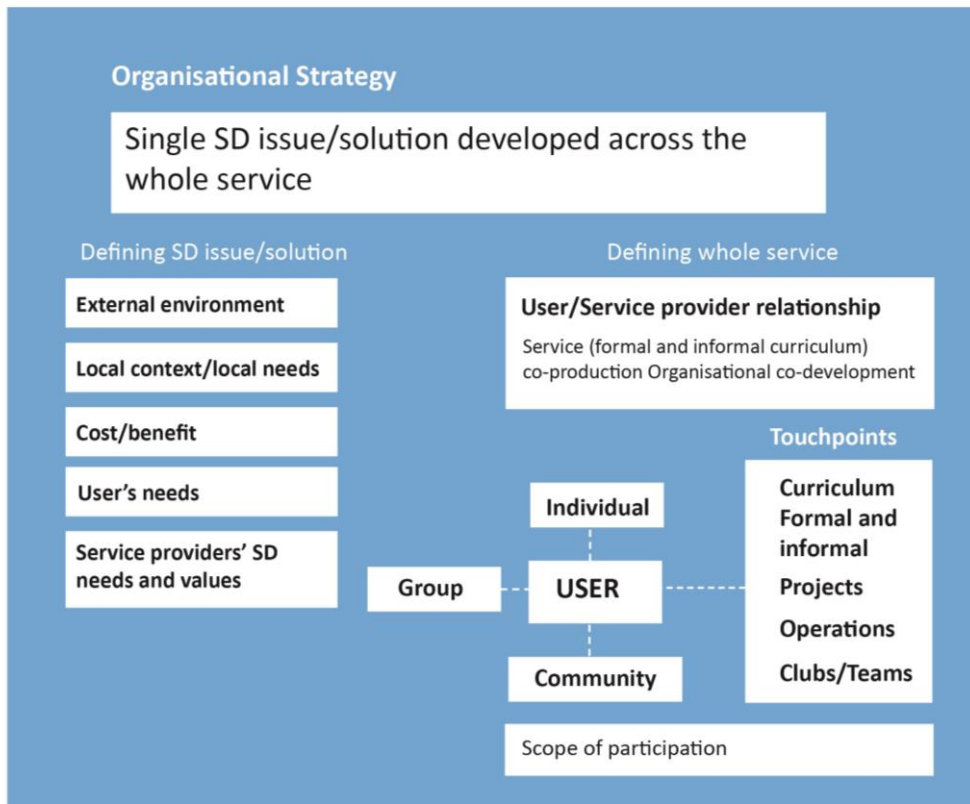 Organisational Strategy
Single SD issue/solution developed across the
whole service
Defining SD issue/solution
External environment
Local context/local needs
Cost/benefit
User's needs
Service providers' SD
needs and values
Defining whole service
User/Service provider relationship
Service (formal and informal curriculum)
co-production Organisational co-development
Touchpoints
Curriculum
Formal and
informal
Projects
Operations
Clubs/Teams
Individual
Group
USER
Community
Scope of participation